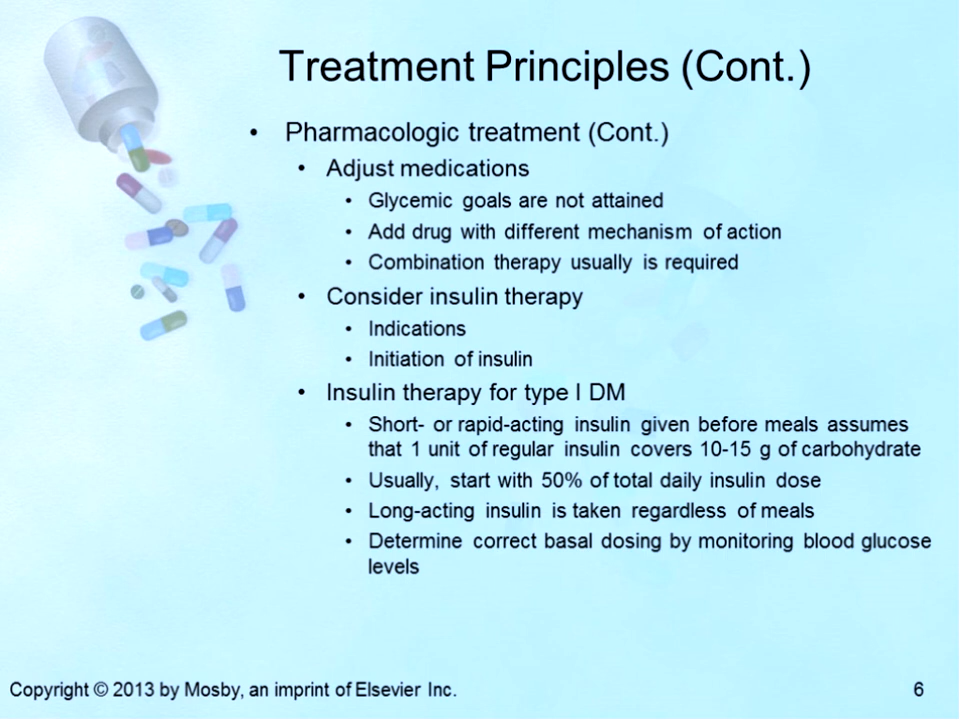 Treatment Principles (Cont.)
• Pharmacologic treatment (Cont.)
• Adjust medications
• Glycemic goals are not attained
• Add drug with different mechanism of action
• Combination therapy usually is required
• Consider insulin therapy
• Indications
• Initiation of insulin
• Insulin therapy for type I DM
• Short- or rapid-acting insulin given before meals assumes
that 1 unit of regular insulin covers 10-15 g of carbohydrate
• Usually, start with 50% of total daily insulin dose
• Long-acting insulin is taken regardless of meals
• Determine correct basal dosing by monitoring blood glucose
levels
Copyright © 2013 by Mosby, an imprint of Elsevier Inc.
6